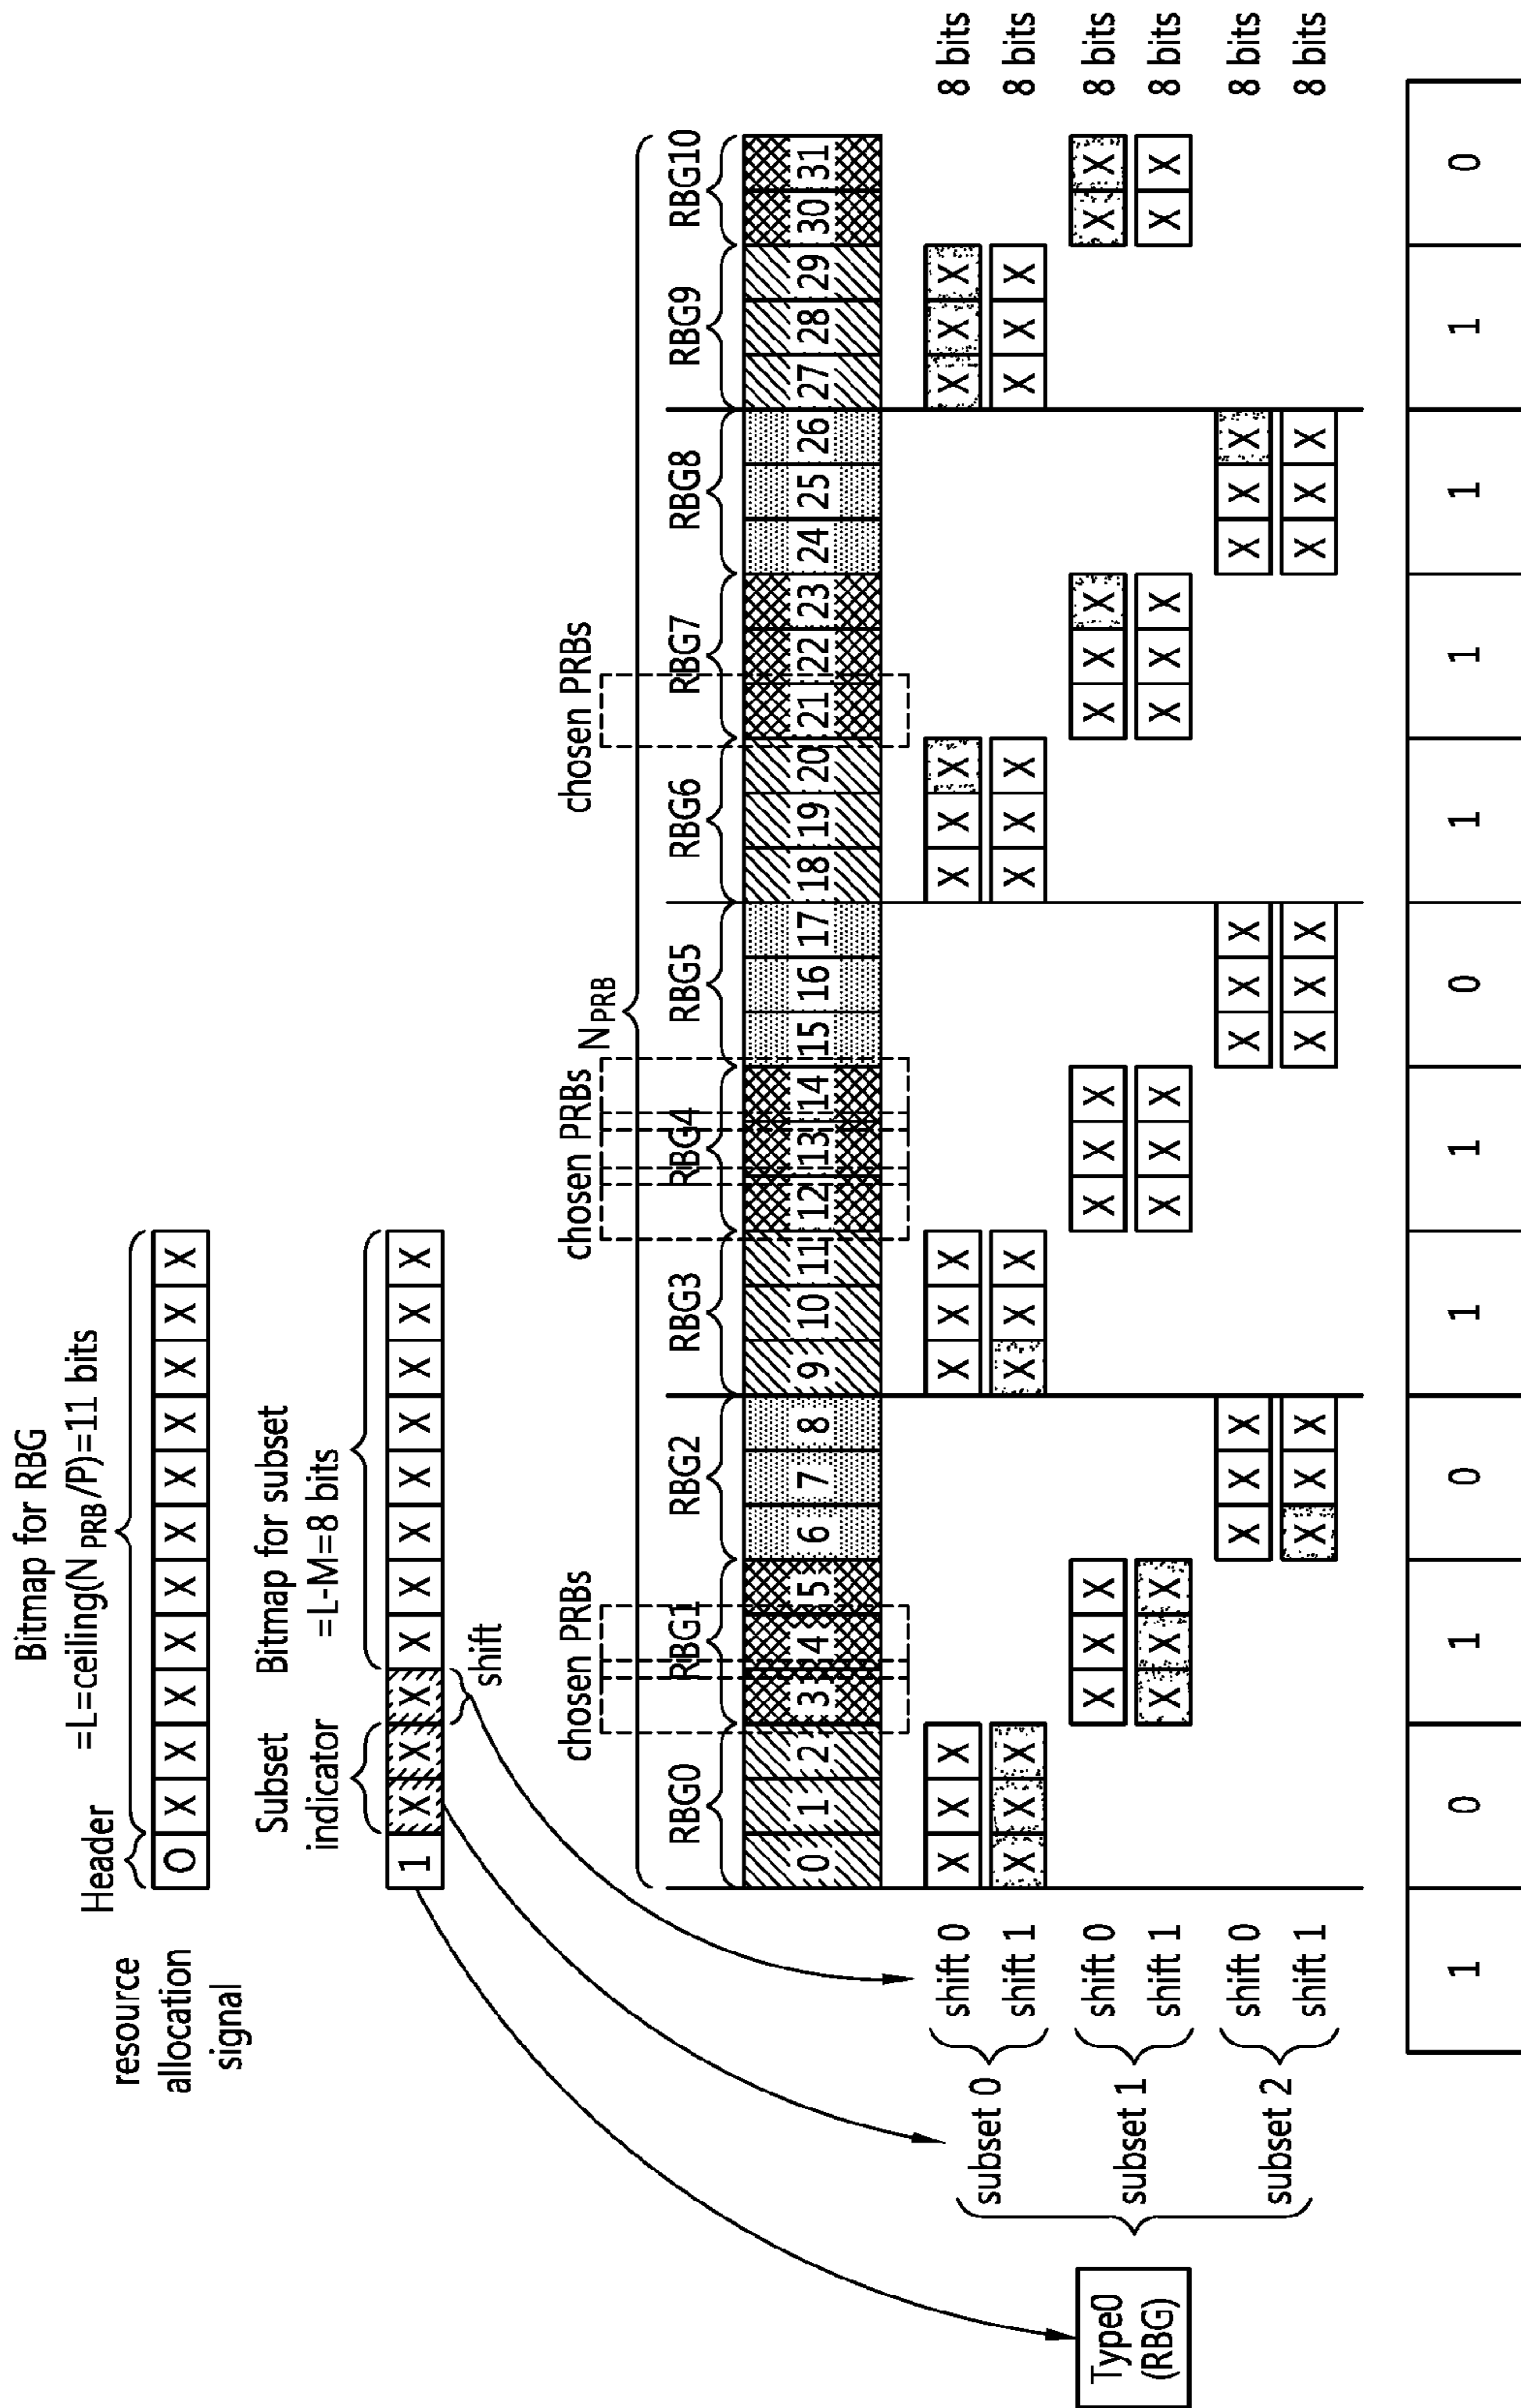 Bitmap for RBG
=L=ceiling(NPRB/P)=11 bits
Header
resource
allocation
signal
0 X X X X X X X X X X X
Subset
indicator
Bitmap for subset
=L-M=8 bits
1 X X X X X X X X X X X
shift
chosen PRBs
chosen PRBs
chosen PRBs
NPRB
RBG0 RBG1 RBG2 RBG3 RBG4 RBG5 RBG6 RBG7 RBG8 RBG9 RBG10
0 1 2 3 4 5 6 7 8 9 10 11 12 13 14 15 16 17 18 19 20 21 22 23 24 25 26 27 28 29 30 31
Type0
(RBG)
subset 0
shift 0 X X X X X X X X X X X X 8 bits
shift 1 X X X X X X X X X X X X 8 bits
subset 1
shift 0 X X X X X X X X X X X 8 bits
shift 1 X X X X X X X X X X X 8 bits
subset 2
shift 0 X X X X X X X X X 8 bits
shift 1 X X X X X X X X X 8 bits
1 0 1 0 1 1 0 1 1 1 1 0